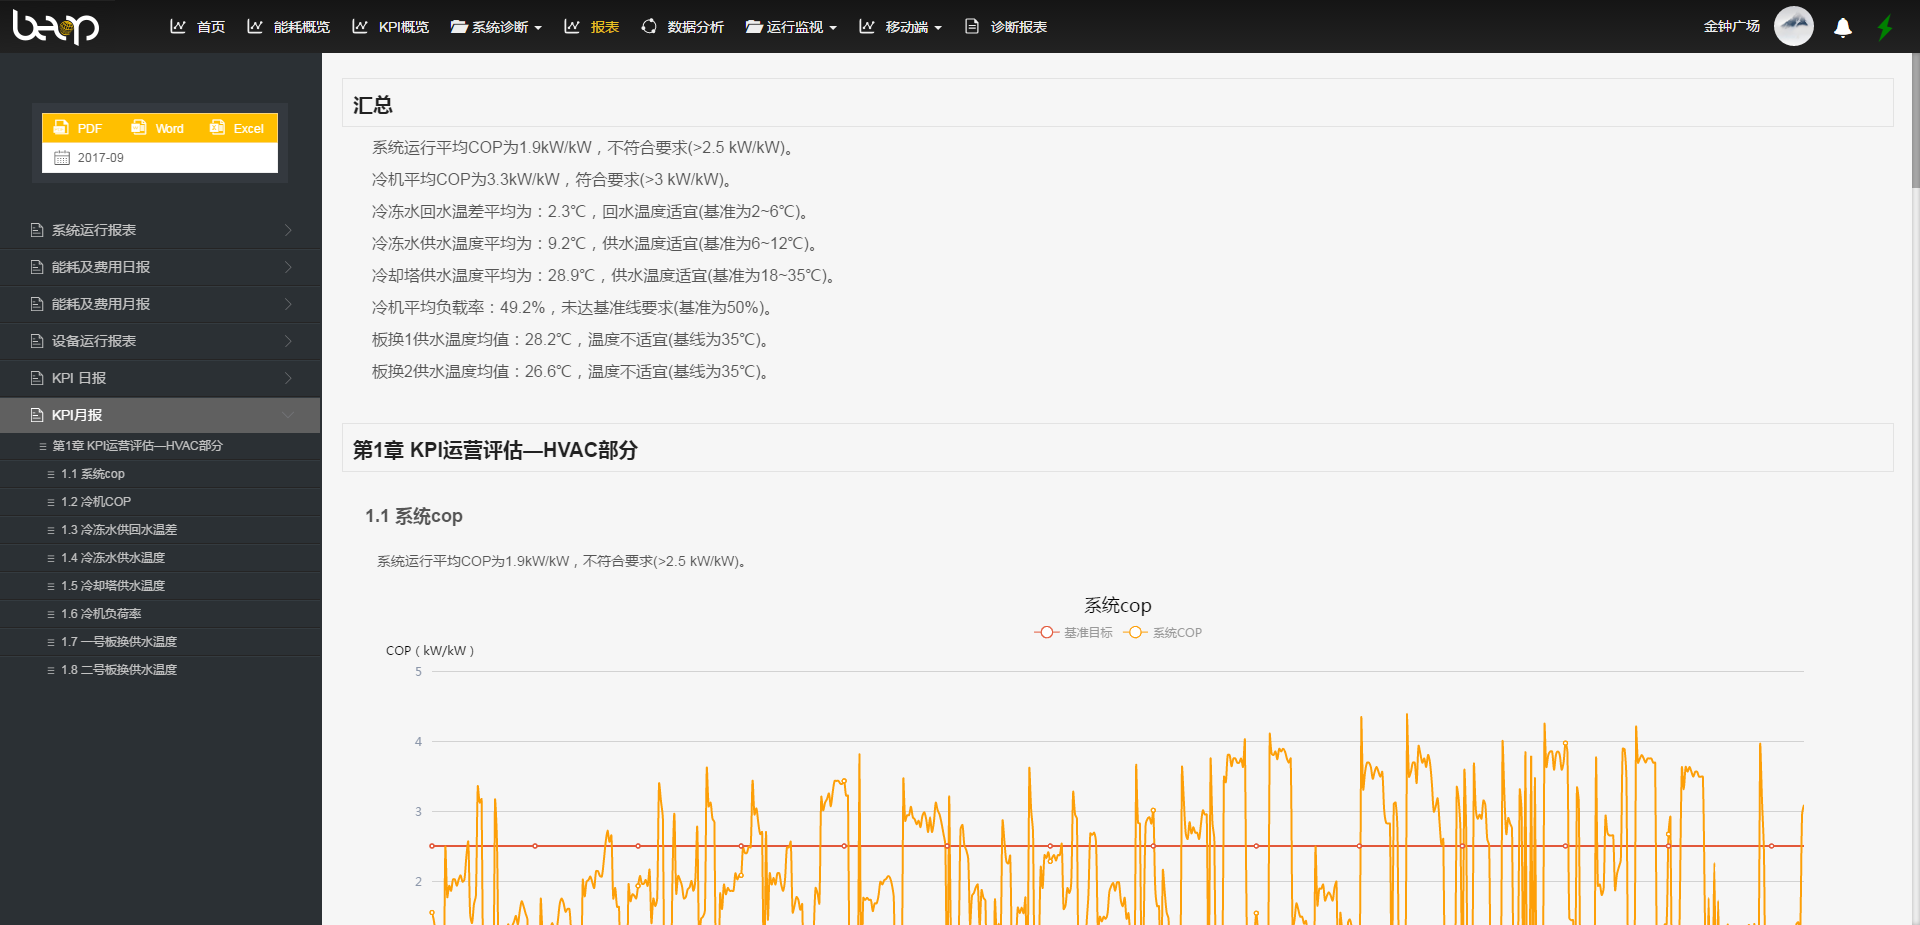 beop
首页 能耗概览 KPI概览 系统诊断 报表 数据分析 运行监视 移动端 诊断报表 金钟广场
PDF Word Excel
2017-09
系统运行报表
能耗及费用日报
能耗及费用月报
设备运行报表
KPI 日报
KPI月报
第1章 KPI运营评估—HVAC部分
1.1 系统cop
1.2 冷机COP
1.3 冷冻水供回水温差
1.4 冷冻水供水温度
1.5 冷却塔供水温度
1.6 冷机负荷率
1.7 一号板换供水温度
1.8 二号板换供水温度
汇总
系统运行平均COP为1.9kW/kW，不符合要求(>2.5 kW/kW)。
冷机平均COP为3.3kW/kW，符合要求(>3 kW/kW)。
冷冻水回水温差平均为：2.3℃，回水温度适宜(基准为2~6℃)。
冷冻水供水温度平均为：9.2℃，供水温度适宜(基准为6~12℃)。
冷却塔供水温度平均为：28.9℃，供水温度适宜(基准为18~35℃)。
冷机平均负载率：49.2%，未达基准线要求(基准为50%)。
板换1供水温度均值：28.2℃，温度不适宜(基线为35℃)。
板换2供水温度均值：26.6℃，温度不适宜(基线为35℃)。
第1章 KPI运营评估—HVAC部分
1.1 系统cop
系统运行平均COP为1.9kW/kW，不符合要求(>2.5 kW/kW)。
系统cop
基准目标 系统COP
COP（kW/kW）
5
4
3
2